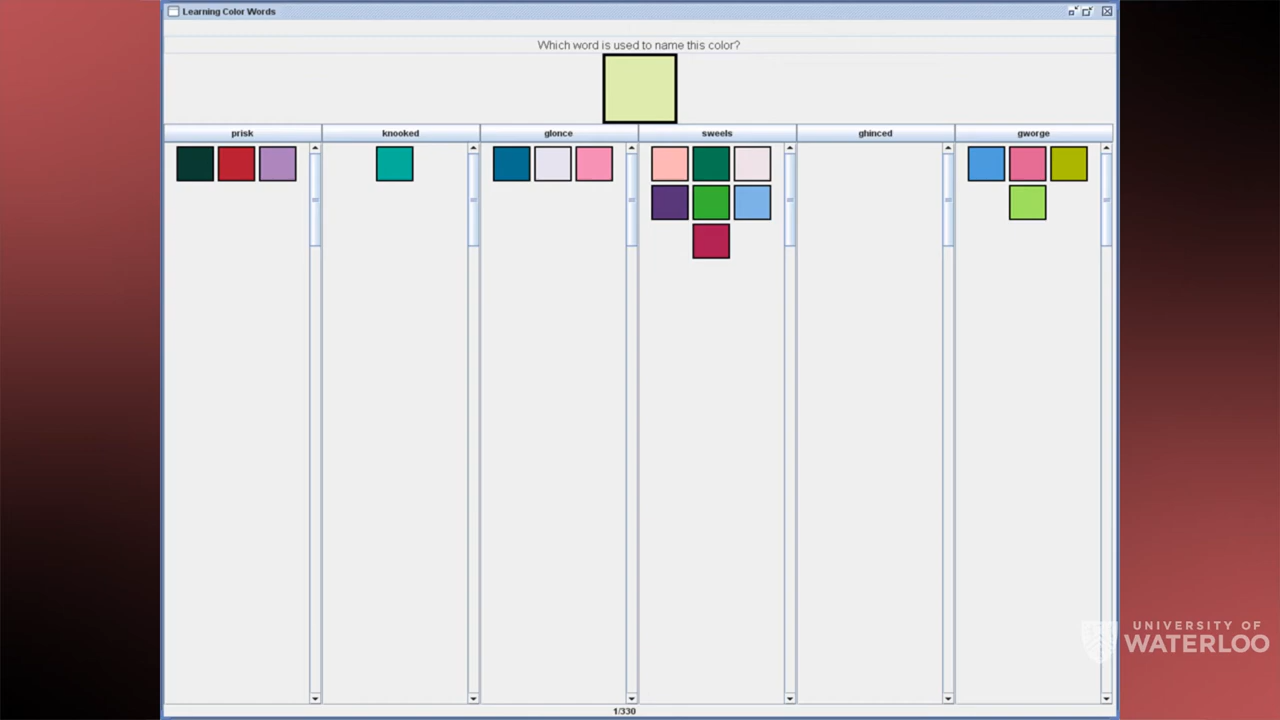 Learning Color Words
Which word is used to name this color?
prisk knooked glonce sweels ghinced gworge
1/330
UNIVERSITY OF
WATERLOO